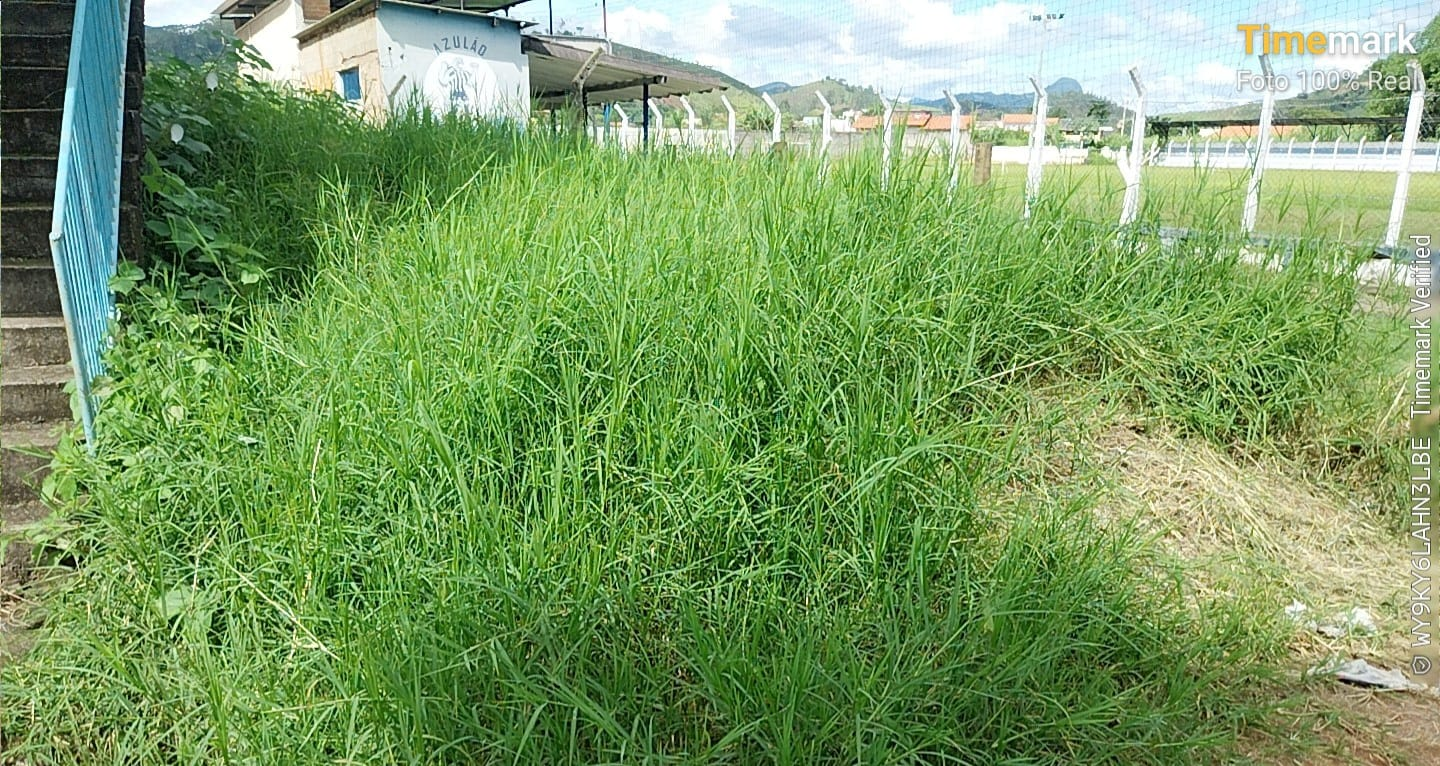 AZULÃO
Timemark
Foto 100% Real
WY9KY6LAHN3LBE Timemark Verified